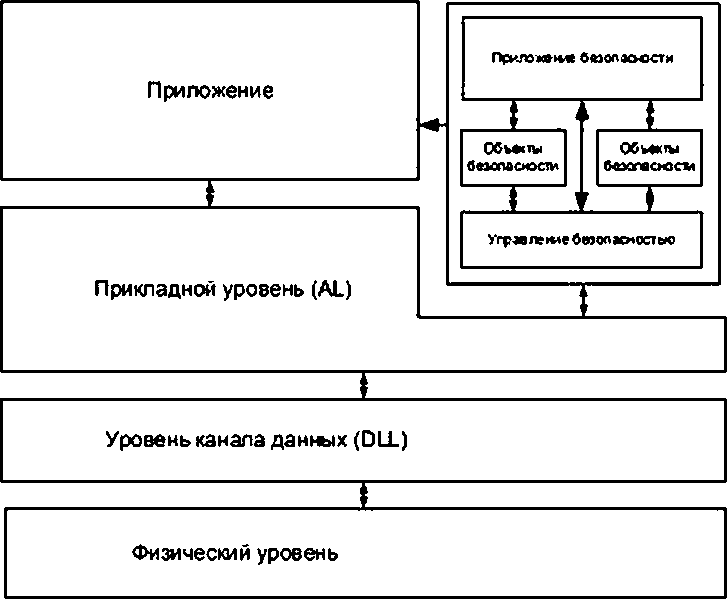 Приложение
Приложение безопасности
Объекты
безопасности
Объекты
безопасности
Управление безопасностью
Прикладной уровень (AL)
Уровень канала данных (DLL)
Физический уровень